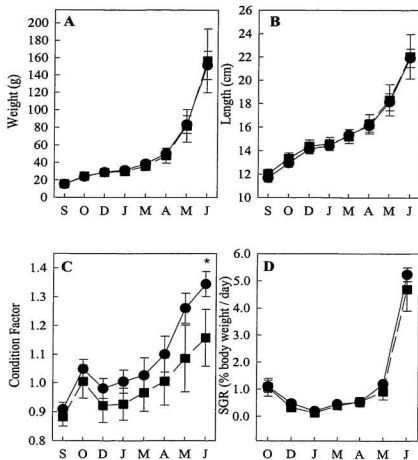 A
Weight (g)
200
180
160
140
120
100
80
60
40
20
0
S O D J M A M J
B
Length (cm)
26
24
22
20
18
16
14
12
10
S O D J M A M J
C
Condition Factor
*
1.4
1.3
1.2
1.1
1.0
0.9
0.8
S O D J M A M J
D
SGR (% body weight / day)
6.0
5.0
4.0
3.0
2.0
1.0
0.0
S O D J M A M J